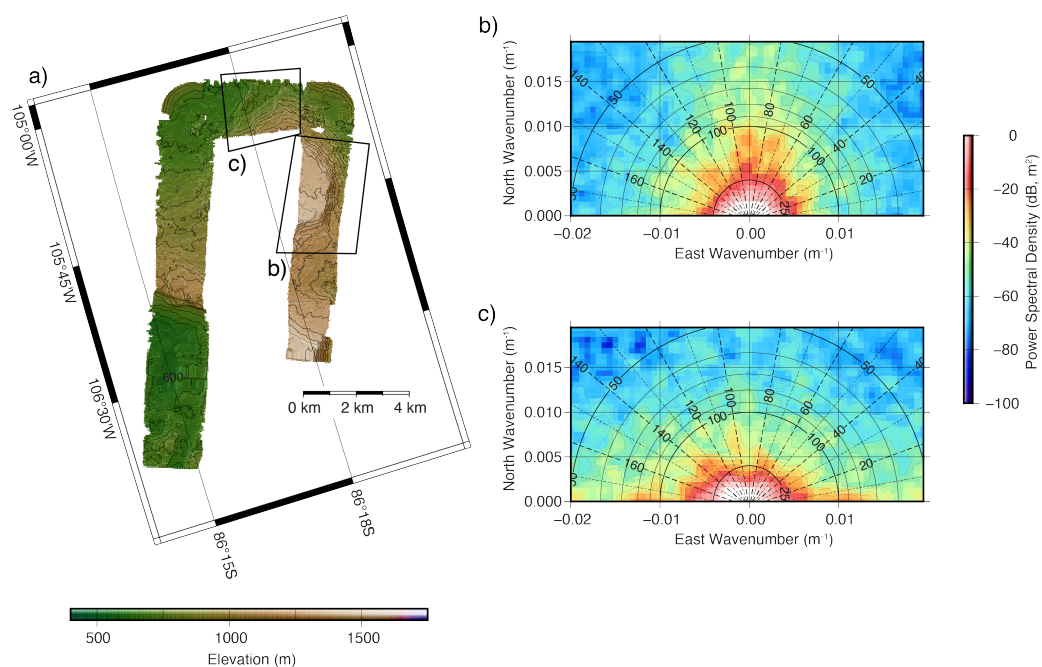 a)
105°00'W
105°45'W
106°30'W
86°15'S
86°18'S
c)
b)
600
0 km 2 km 4 km
500 1000 1500
Elevation (m)
b)
North Wavenumber (m⁻¹)
0.015
0.010
0.005
0.000
−0.02 −0.01 0.00 0.01
East Wavenumber (m⁻¹)
140 50 120 100 80 60 50 40
140 100 100
160 20
25
c)
North Wavenumber (m⁻¹)
0.015
0.010
0.005
0.000
−0.02 −0.01 0.00 0.01
East Wavenumber (m⁻¹)
140 50 120 100 80 60 50 40
140 100 100
160 20
25
0
−20
−40
−60
−80
−100
Power Spectral Density (dB, m²)